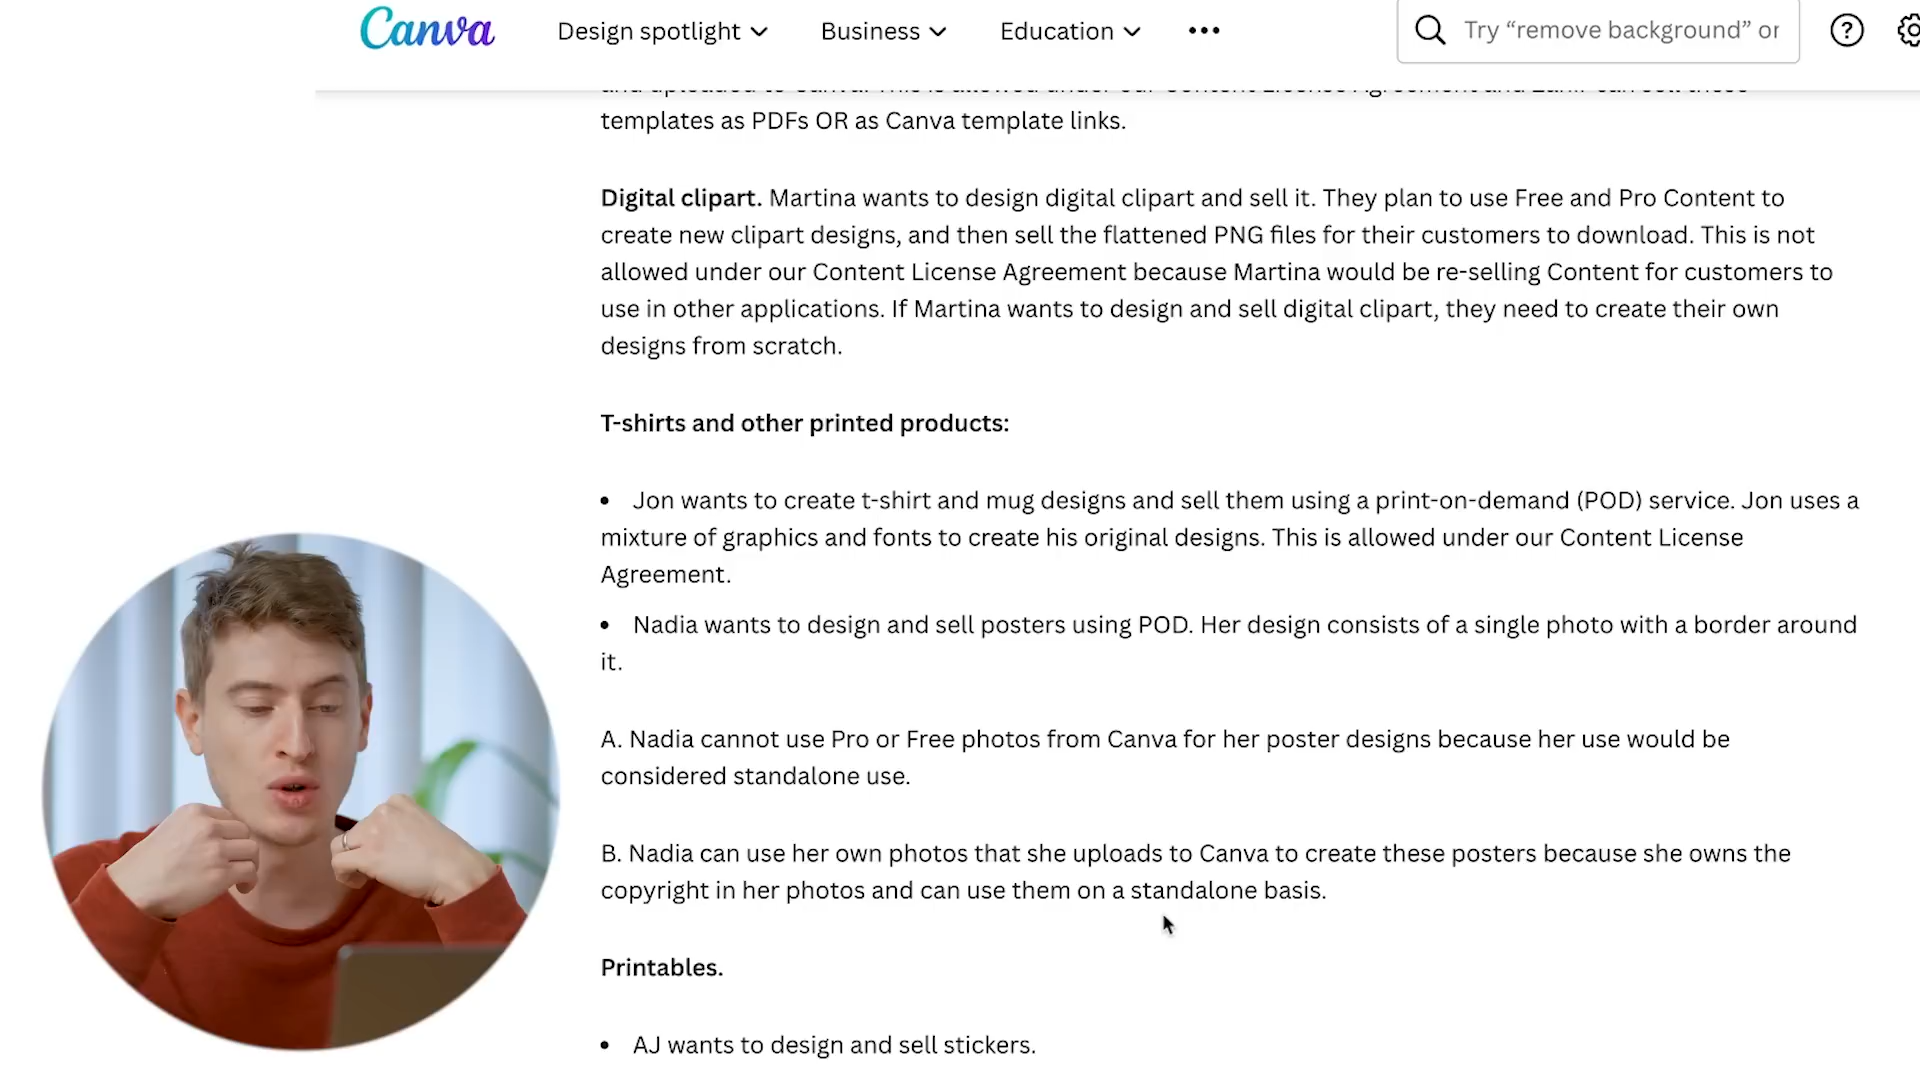 Canva
Design spotlight
Business
Education
Try “remove background” or
templates as PDFs OR as Canva template links.
Digital clipart. Martina wants to design digital clipart and sell it. They plan to use Free and Pro Content to
create new clipart designs, and then sell the flattened PNG files for their customers to download. This is not
allowed under our Content License Agreement because Martina would be re-selling Content for customers to
use in other applications. If Martina wants to design and sell digital clipart, they need to create their own
designs from scratch.
T-shirts and other printed products:
• Jon wants to create t-shirt and mug designs and sell them using a print-on-demand (POD) service. Jon uses a
mixture of graphics and fonts to create his original designs. This is allowed under our Content License
Agreement.
• Nadia wants to design and sell posters using POD. Her design consists of a single photo with a border around
it.
A. Nadia cannot use Pro or Free photos from Canva for her poster designs because her use would be
considered standalone use.
B. Nadia can use her own photos that she uploads to Canva to create these posters because she owns the
copyright in her photos and can use them on a standalone basis.
Printables.
• AJ wants to design and sell stickers.